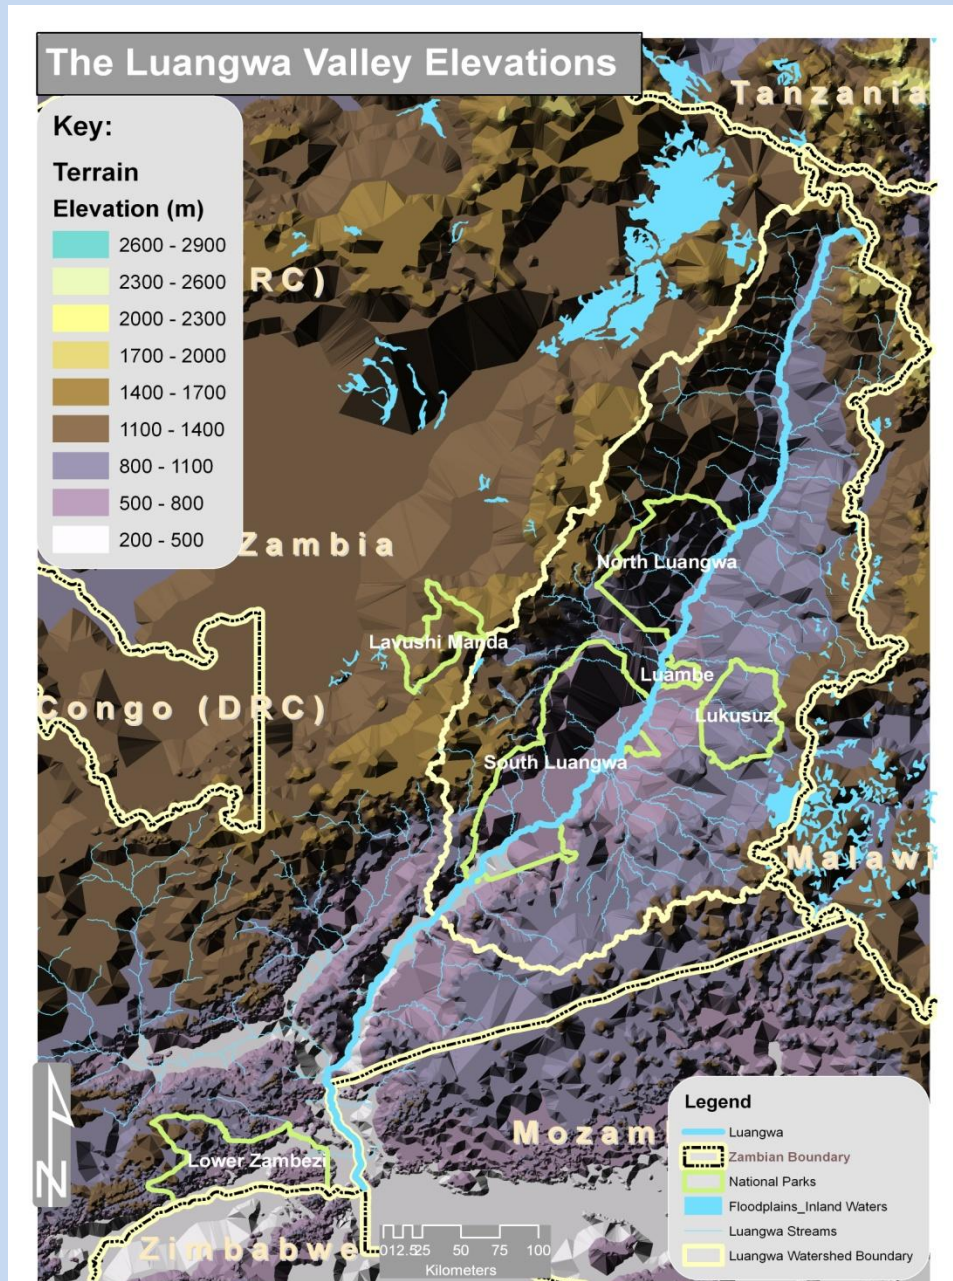 The Luangwa Valley Elevations
Tanzania
Key:
Terrain
Elevation (m)
2600 - 2900
2300 - 2600
2000 - 2300
1700 - 2000
1400 - 1700
1100 - 1400
800 - 1100
500 - 800
200 - 500
RC)
Zambia
North Luangwa
Lavushi Manda
Luambe
Lukusuz
Congo (DRC)
South Luangwa
Malawi
N
Mozam
Lower Zambezi
Zimbabwe
0 12.5 25 50 75 100
Kilometers
Legend
Luangwa
Zambian Boundary
National Parks
Floodplains_Inland Waters
Luangwa Streams
Luangwa Watershed Boundary